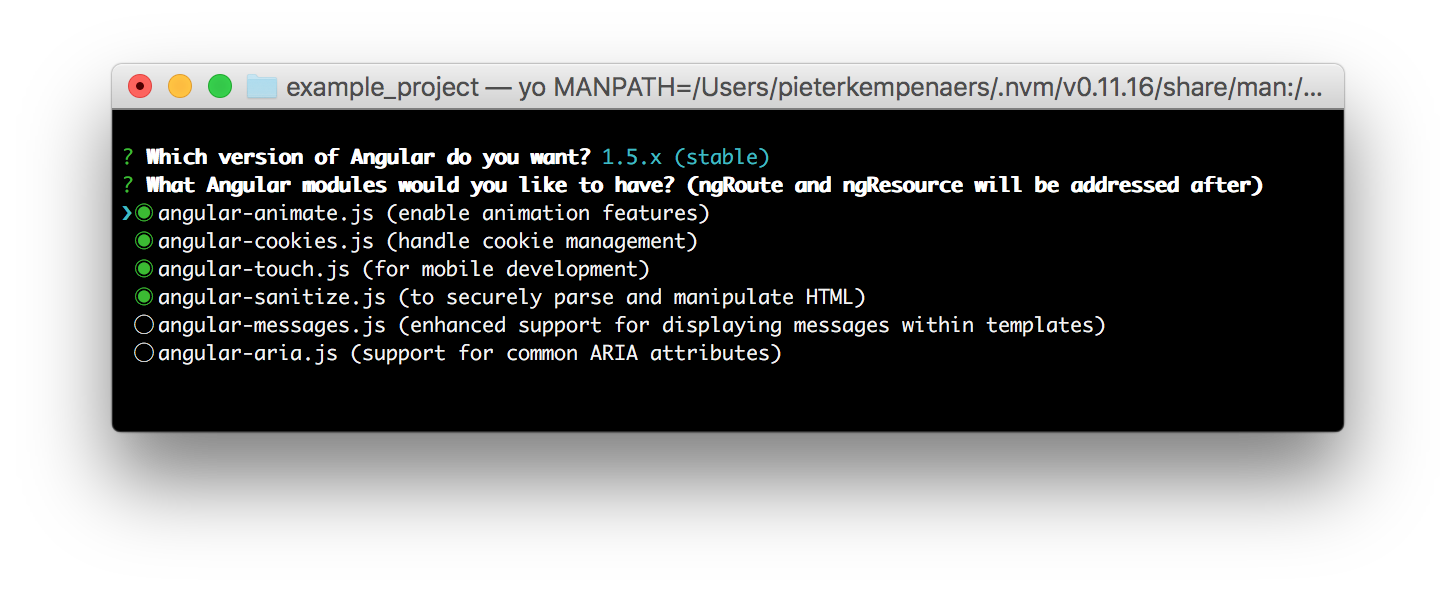 example_project — yo MANPATH=/Users/pieterkempenaers/.nvm/v0.11.16/share/man:/...
? Which version of Angular do you want? 1.5.x (stable)
? What Angular modules would you like to have? (ngRoute and ngResource will be addressed after)
❯◉ angular-animate.js (enable animation features)
◉ angular-cookies.js (handle cookie management)
◉ angular-touch.js (for mobile development)
◉ angular-sanitize.js (to securely parse and manipulate HTML)
◯ angular-messages.js (enhanced support for displaying messages within templates)
◯ angular-aria.js (support for common ARIA attributes)